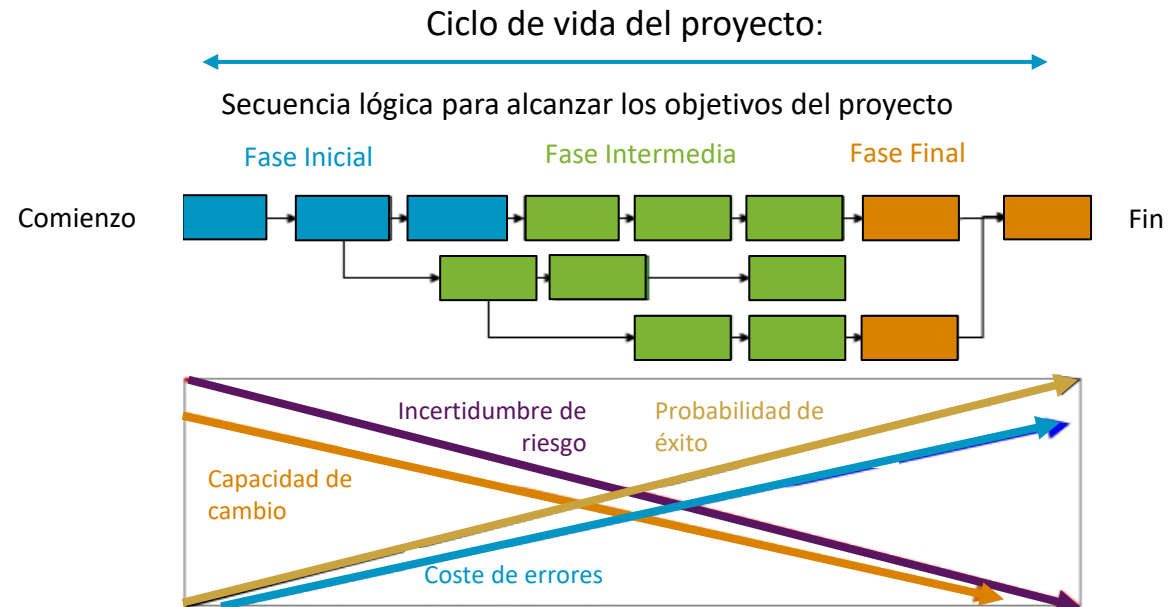 Ciclo de vida del proyecto:
Secuencia lógica para alcanzar los objetivos del proyecto
Fase Inicial
Fase Intermedia
Fase Final
Comienzo
Fin
Incertidumbre de
riesgo
Probabilidad de
éxito
Capacidad de
cambio
Coste de errores